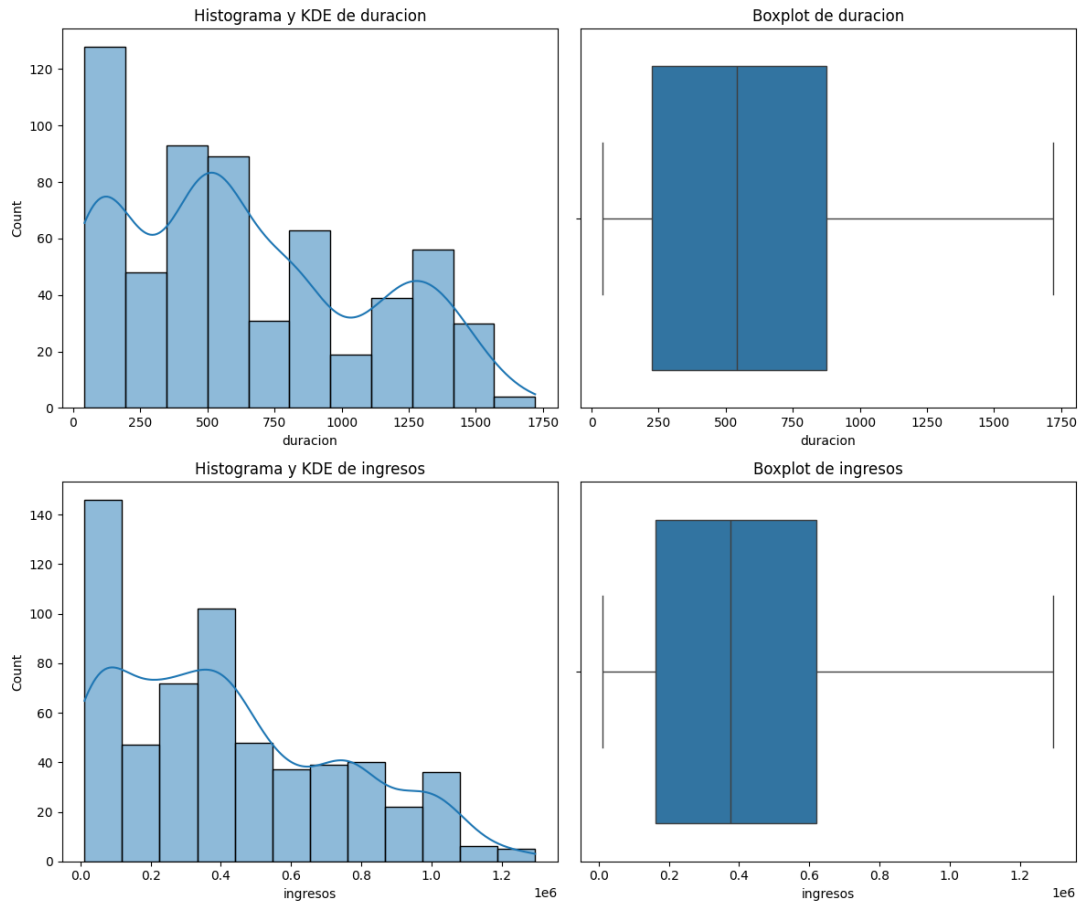 Histograma y KDE de duracion
Boxplot de duracion
120
100
80
60
40
20
0
Count
0 250 500 750 1000 1250 1500 1750
duracion
0 250 500 750 1000 1250 1500 1750
duracion
Histograma y KDE de ingresos
Boxplot de ingresos
140
120
100
80
60
40
20
0
Count
0.0 0.2 0.4 0.6 0.8 1.0 1.2
1e6
ingresos
0.0 0.2 0.4 0.6 0.8 1.0 1.2
1e6
ingresos